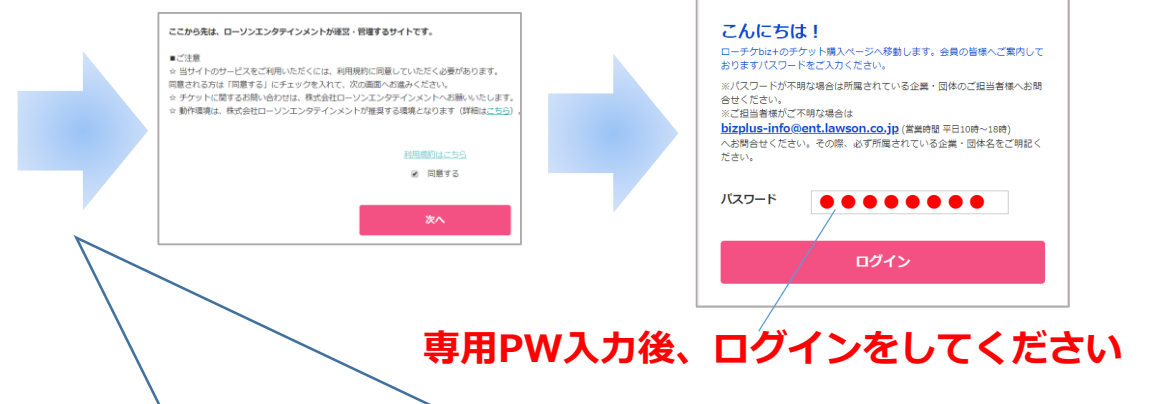 ここから先は、ローソンエンタテインメントが運営・管理するサイトです。
■ご注意
☆ 当サイトのサービスをご利用いただくには、利用規約に同意していただく必要があります。
同意される方は「同意する」にチェックを入れて、次の画面へお進みください。
☆ チケットに関するお問い合わせは、株式会社ローソンエンタテインメントへお願いいたします。
☆ 動作環境は、株式会社ローソンエンタテインメントが推奨する環境となります（詳細はこちら）。
利用規約はこちら
同意する
次へ
こんにちは！
ローチケbiz+のチケット購入ページへ移動します。会員の皆様へご案内して
おりますパスワードをご入力ください。
※パスワードが不明な場合は所属されている企業・団体のご担当者様へお問
合せください。
※ご担当者様がご不明な場合は
bizplus-info@ent.lawson.co.jp (営業時間 平日10時～18時)
へお問合せください。その際、必ず所属されている企業・団体名をご明記く
ださい。
パスワード ●●●●●●●●
ログイン
専用PW入力後、ログインをしてください